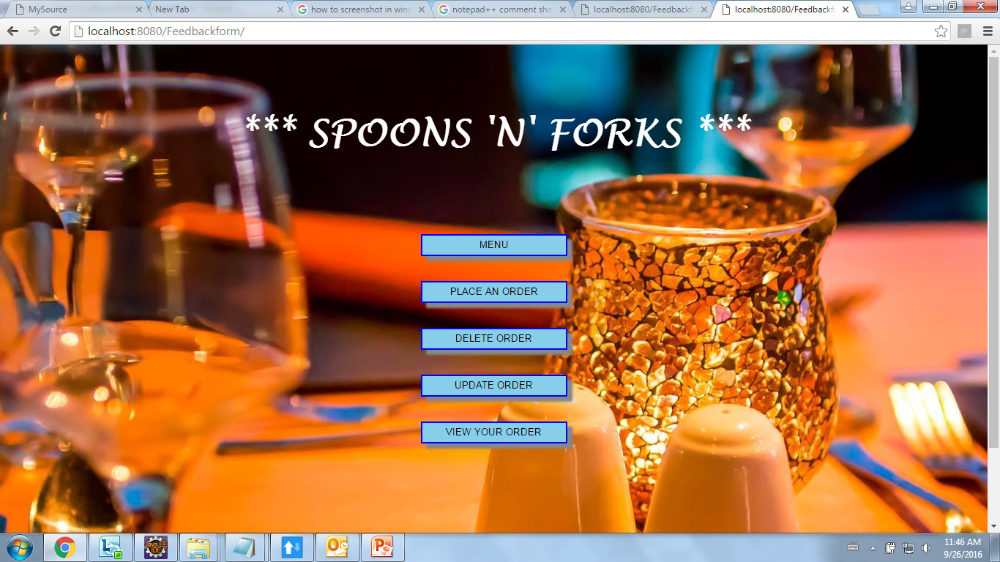 MySource
New Tab
how to screenshot in wind
notepad++ comment sho
localhost:8080/Feedbackfo
localhost:8080/Feedbackfo
localhost:8080/Feedbackform/
*** SPOONS 'N' FORKS ***
MENU
PLACE AN ORDER
DELETE ORDER
UPDATE ORDER
VIEW YOUR ORDER
Java EE
IDE
11:46 AM
9/26/2016